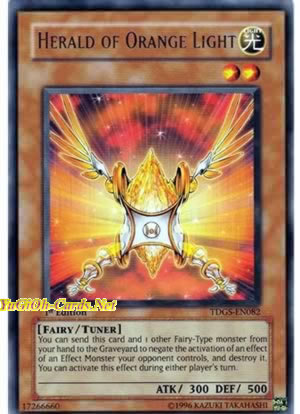 HERALD OF ORANGE LIGHT
LIGHT
光
YuGiOh-Cards.Net
TDGS-EN082
1st Edition
[FAIRY/TUNER]
You can send this card and 1 other Fairy-Type monster from
your hand to the Graveyard to negate the activation of an effect
of an Effect Monster your opponent controls, and destroy it.
You can activate this effect during either player's turn.
ATK/ 300 DEF/ 500
17266660
©1996 KAZUKI TAKAHASHI